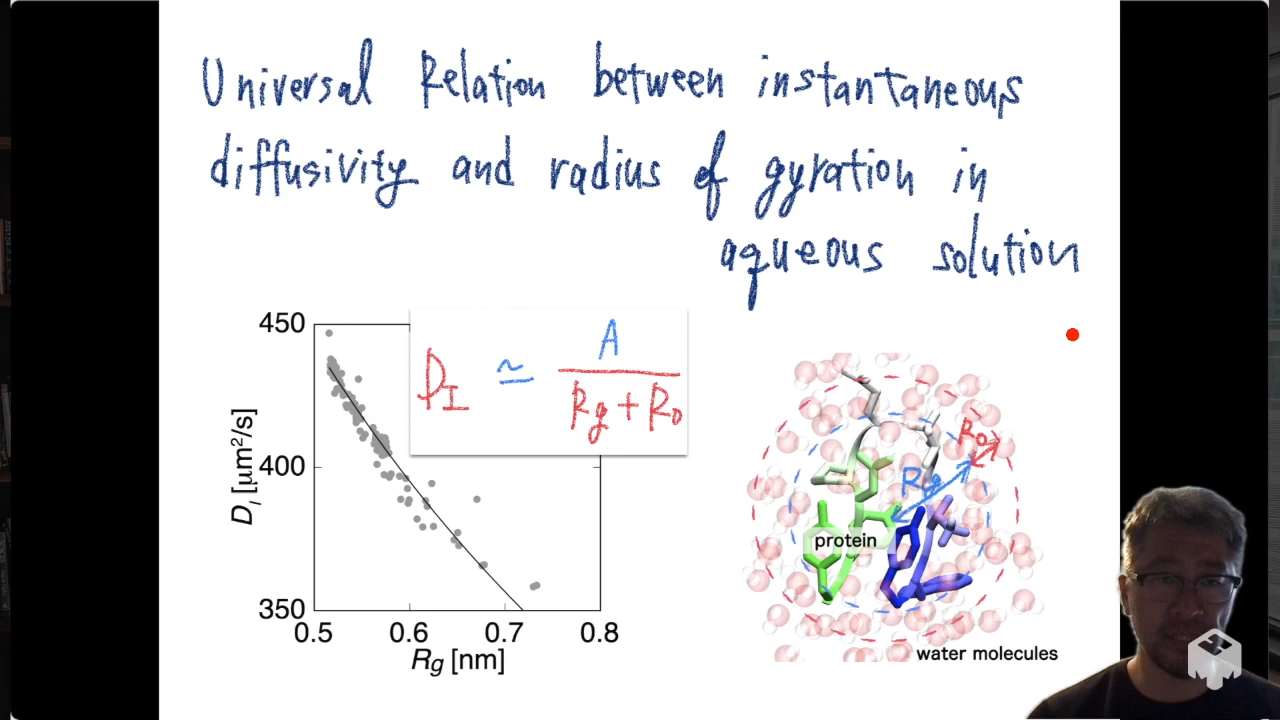 Universal Relation between instantaneous
diffusivity and radius of gyration in
aqueous solution
450
400
350
D_I [μm²/s]
0.5 0.6 0.7 0.8
R_g [nm]
D_I ≃ A / (Rg + R₀)
R₀
Rg
protein
water molecules